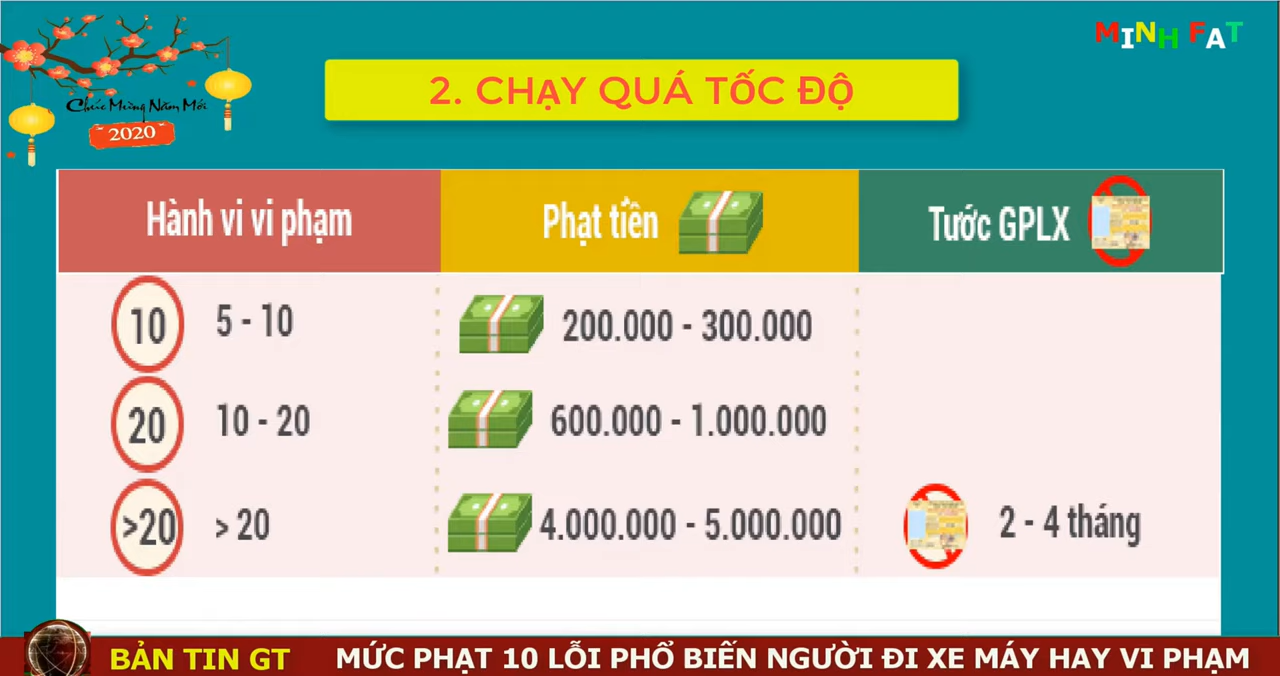 MINH FAT
Chúc Mừng Năm Mới
2020
2. CHẠY QUÁ TỐC ĐỘ
Hành vi vi phạm Phạt tiền Tước GPLX
10 5 - 10 200.000 - 300.000
20 10 - 20 600.000 - 1.000.000
>20 > 20 4.000.000 - 5.000.000 2 - 4 tháng
BẢN TIN GT MỨC PHẠT 10 LỖI PHỔ BIẾN NGƯỜI ĐI XE MÁY HAY VI PHẠM